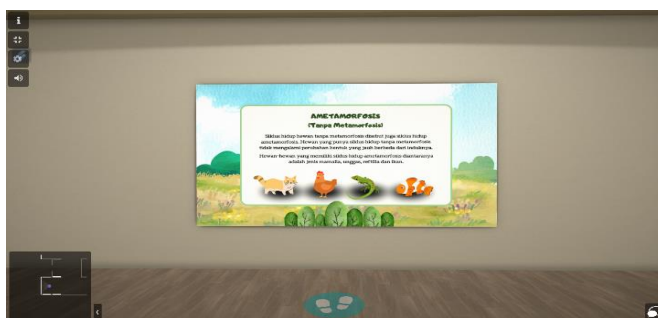 AMETAMORFOSIS
(Tanpa Metamorfosis)
Siklus hidup hewan tanpa metamorfosis disebut juga siklus hidup
ametamorfosis. Hewan yang punya siklus hidup tanpa metamorfosis
tidak mengalami perubahan bentuk yang jauh berbeda dari induknya.
Hewan-hewan yang memiliki siklus hidup ametamorfosis diantaranya
adalah jenis mamalia, unggas, reftilia dan ikan.